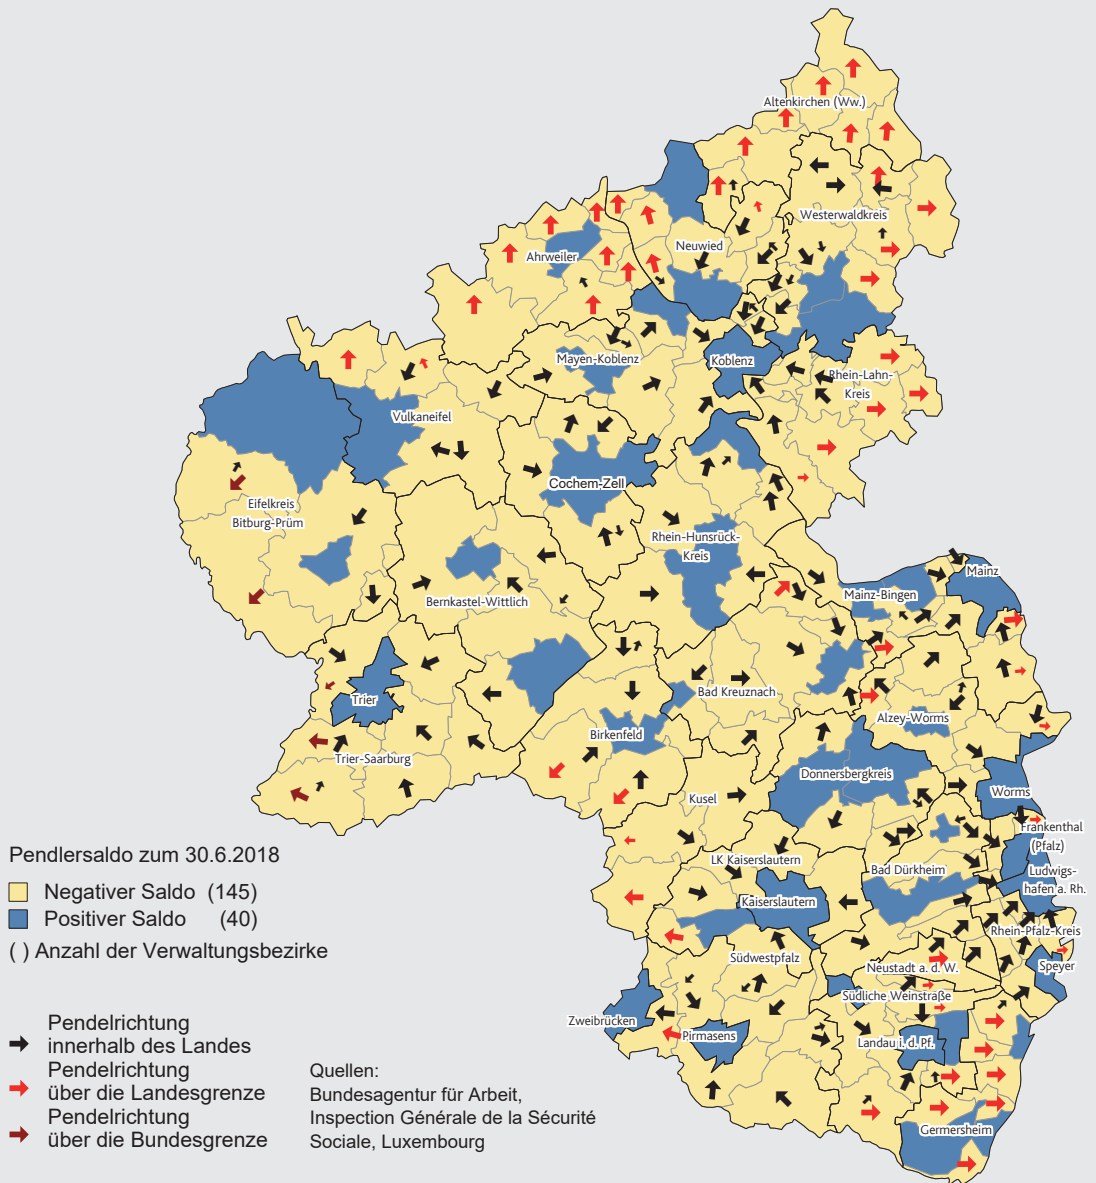 Altenkirchen (Ww.)
Westerwaldkreis
Neuwied
Ahrweiler
Mayen-Koblenz
Koblenz
Rhein-Lahn-
Kreis
Vulkaneifel
Cochem-Zell
Eifelkreis
Bitburg-Prüm
Rhein-Hunsrück-
Kreis
Mainz
Mainz-Bingen
Bernkastel-Wittlich
Trier
Bad Kreuznach
Alzey-Worms
Birkenfeld
Trier-Saarburg
Donnersbergkreis
Kusel
Worms
Frankenthal
(Pfalz)
LK Kaiserslautern
Bad Dürkheim
Ludwigs-
hafen a. Rh.
Kaiserslautern
Rhein-Pfalz-Kreis
Südwestpfalz
Neustadt a. d. W.
Speyer
Südliche Weinstraße
Zweibrücken
Pirmasens
Landau i. d. Pf.
Germersheim
Pendlersaldo zum 30.6.2018
Negativer Saldo (145)
Positiver Saldo (40)
( ) Anzahl der Verwaltungsbezirke
Pendelrichtung
innerhalb des Landes
Pendelrichtung
über die Landesgrenze
Pendelrichtung
über die Bundesgrenze
Quellen:
Bundesagentur für Arbeit,
Inspection Générale de la Sécurité
Sociale, Luxembourg